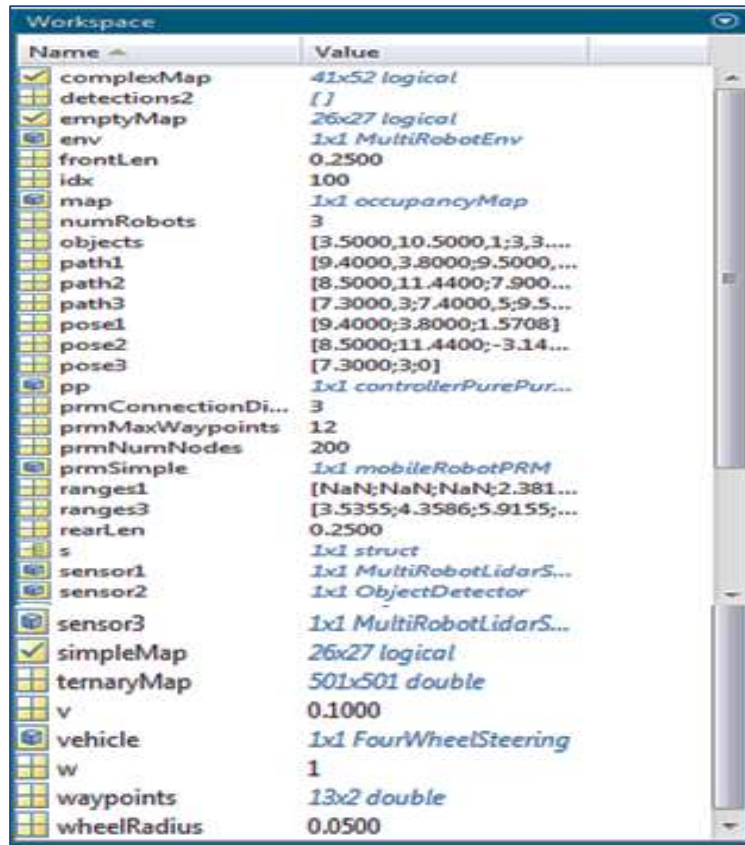 Workspace
Name Value
complexMap 41x52 logical
detections2 []
emptyMap 26x27 logical
env 1x1 MultiRobotEnv
frontLen 0.2500
idx 100
map 1x1 occupancyMap
numRobots 3
objects [3.5000,10.5000,1;3,3....
path1 [9.4000,3.8000;9.5000,...
path2 [8.5000,11.4400;7.900...
path3 [7.3000,3;7.4000,5;9.5...
pose1 [9.4000;3.8000;1.5708]
pose2 [8.5000;11.4400;-3.14...
pose3 [7.3000;3;0]
pp 1x1 controllerPurePur...
prmConnectionDi... 3
prmMaxWaypoints 12
prmNumNodes 200
prmSimple 1x1 mobileRobotPRM
ranges1 [NaN;NaN;NaN;2.381...
ranges3 [3.5355;4.3586;5.9155;...
rearLen 0.2500
s 1x1 struct
sensor1 1x1 MultiRobotLidarS...
sensor2 1x1 ObjectDetector
sensor3 1x1 MultiRobotLidarS...
simpleMap 26x27 logical
ternaryMap 501x501 double
v 0.1000
vehicle 1x1 FourWheelSteering
w 1
waypoints 13x2 double
wheelRadius 0.0500